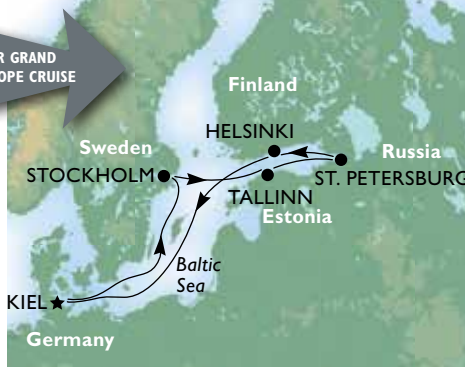 R GRAND
OPE CRUISE
Finland
HELSINKI
Sweden
Russia
STOCKHOLM
ST. PETERSBURG
TALLINN
Estonia
Baltic
Sea
KIEL
Germany